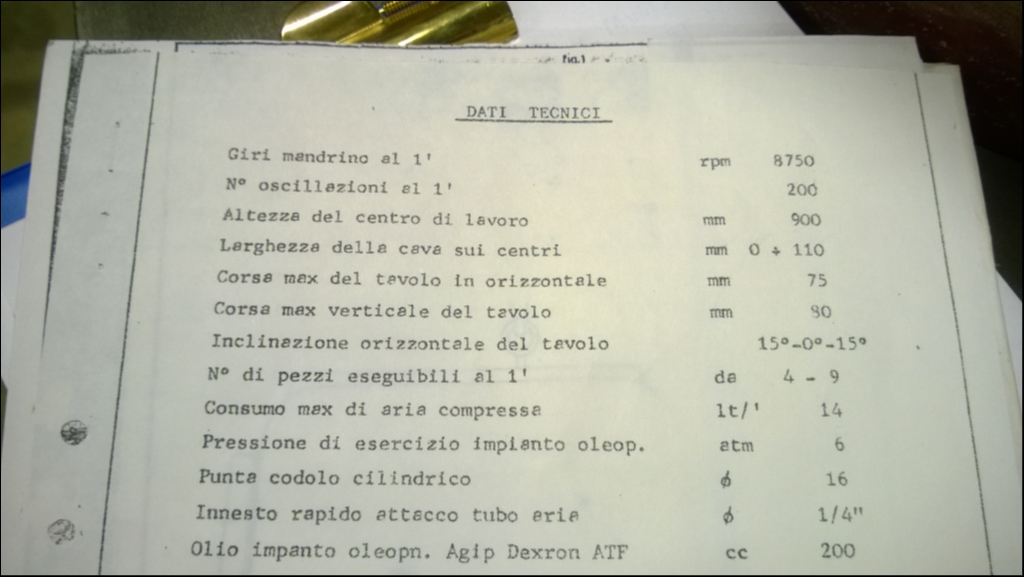 Fig.1
DATI TECNICI
Giri mandrino al 1' rpm 8750
N° oscillazioni al 1' 200
Altezza del centro di lavoro mm 900
Larghezza della cava sui centri mm 0 ÷ 110
Corsa max del tavolo in orizzontale mm 75
Corsa max verticale del tavolo mm 80
Inclinazione orizzontale del tavolo 15°-0°-15°
N° di pezzi eseguibili al 1' da 4 - 9
Consumo max di aria compressa lt/' 14
Pressione di esercizio impianto oleop. atm 6
Punta codolo cilindrico ϕ 16
Innesto rapido attacco tubo aria ϕ 1/4"
Olio impanto oleopn. Agip Dexron ATF cc 200